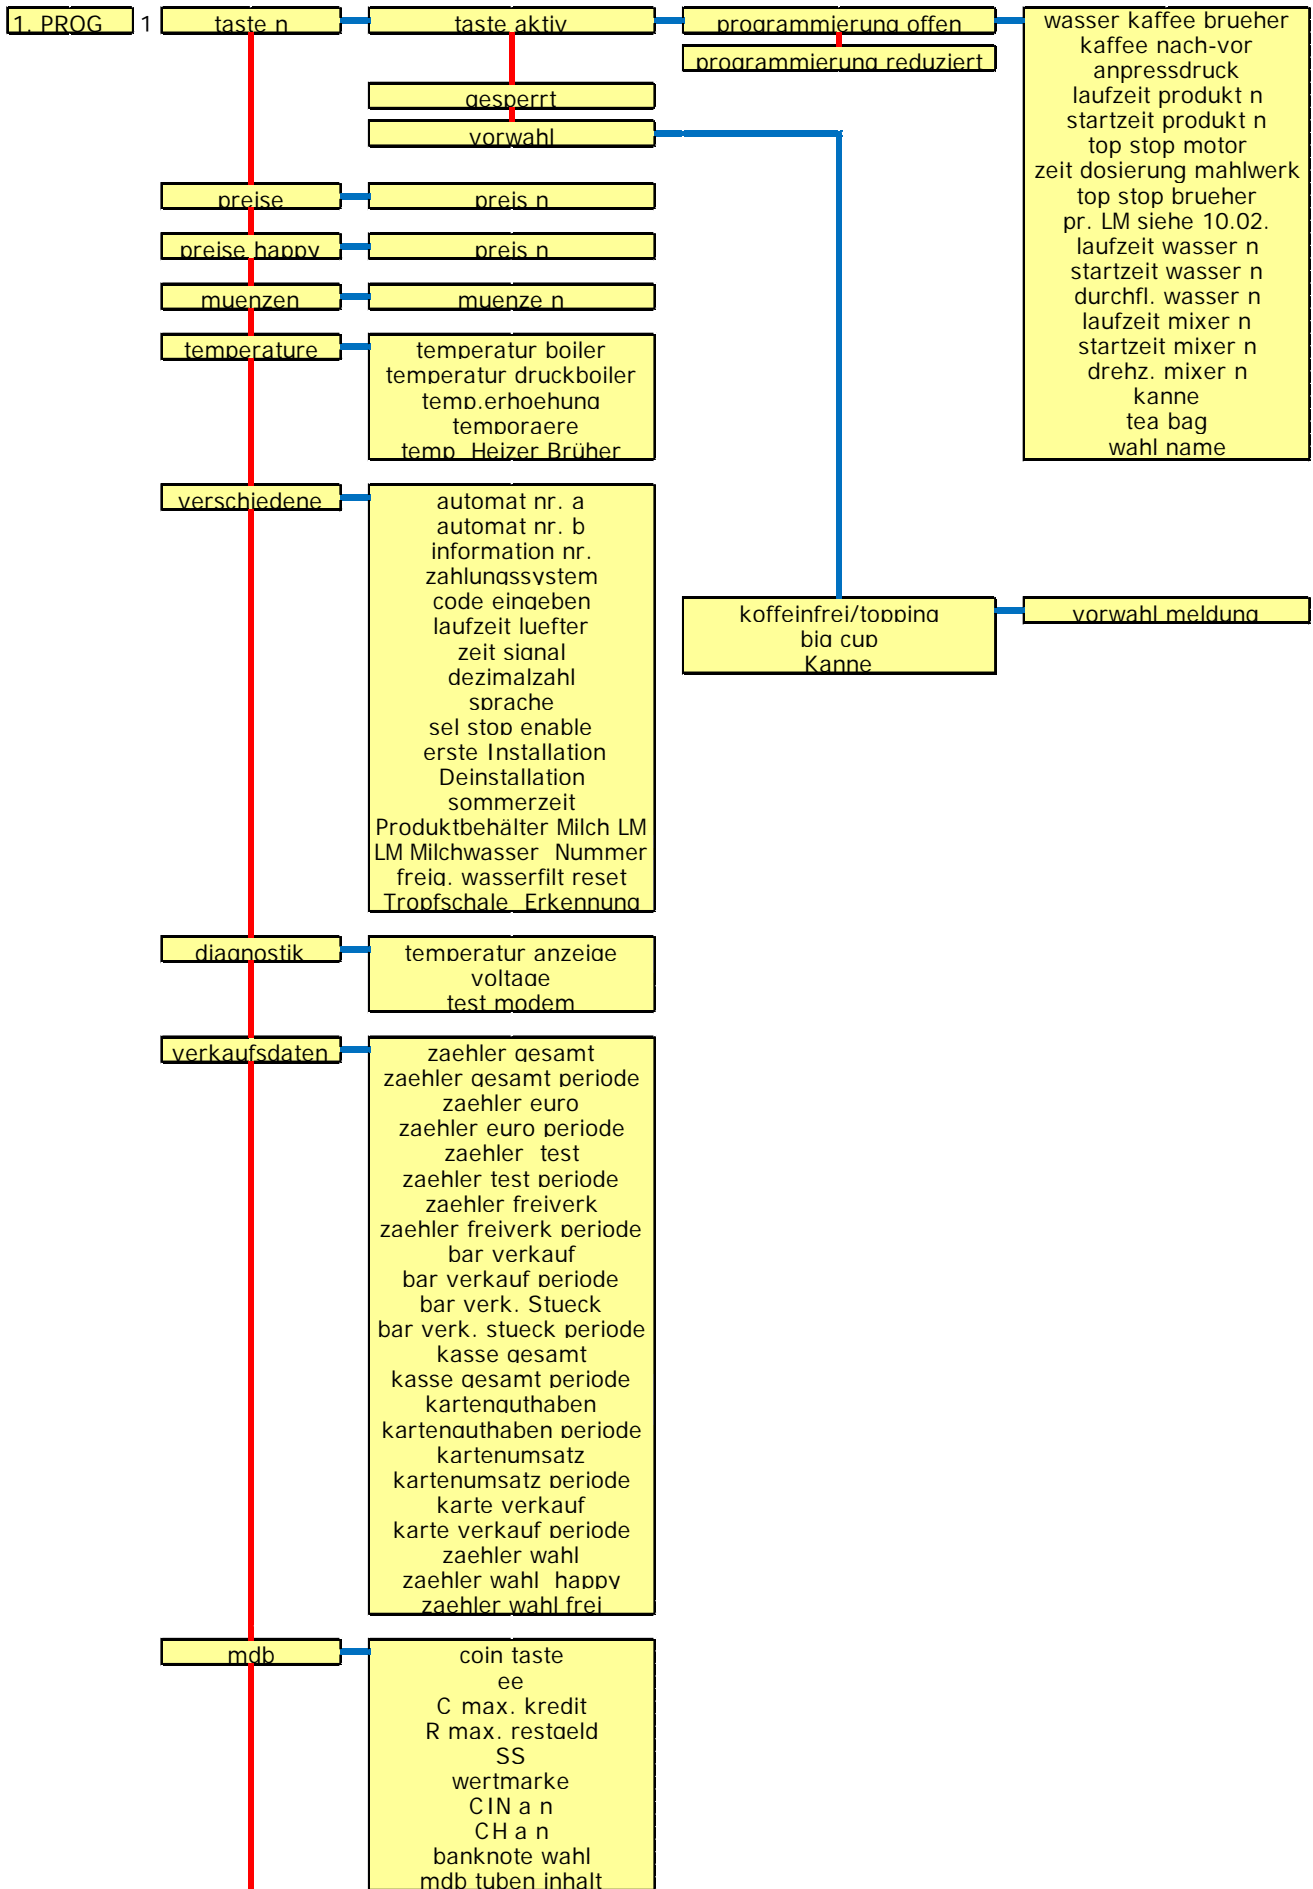 1. PROG 1 taste n taste aktiv programmierung offen
programmierung reduziert
wasser kaffee brueher
kaffee nach-vor
anpressdruck
laufzeit produkt n
startzeit produkt n
top stop motor
zeit dosierung mahlwerk
top stop brueher
pr. LM siehe 10.02.
laufzeit wasser n
startzeit wasser n
durchfl. wasser n
laufzeit mixer n
startzeit mixer n
drehz. mixer n
kanne
tea bag
wahl name
gesperrt
vorwahl
preise preis n
preise happy preis n
muenzen muenze n
temperature temperatur boiler
temperatur druckboiler
temp.erhoehung
temporaere
temp Heizer Brüher
verschiedene automat nr. a
automat nr. b
information nr.
zahlungssystem
code eingeben
laufzeit luefter
zeit signal
dezimalzahl
sprache
sel stop enable
erste Installation
Deinstallation
sommerzeit
Produktbehälter Milch LM
LM Milchwasser Nummer
freig. wasserfilt reset
Tropfschale Erkennung
koffeinfrei/topping vorwahl meldung
big cup
Kanne
diagnostik temperatur anzeige
voltage
test modem
verkaufsdaten zaehler gesamt
zaehler gesamt periode
zaehler euro
zaehler euro periode
zaehler test
zaehler test periode
zaehler freiverk
zaehler freiverk periode
bar verkauf
bar verkauf periode
bar verk. Stueck
bar verk. stueck periode
kasse gesamt
kasse gesamt periode
kartenguthaben
kartenguthaben periode
kartenumsatz
kartenumsatz periode
karte verkauf
karte verkauf periode
zaehler wahl
zaehler wahl happy
zaehler wahl frei
mdb coin taste
ee
C max. kredit
R max. restgeld
SS
wertmarke
CIN a n
CH a n
banknote wahl
mdb tuben inhalt